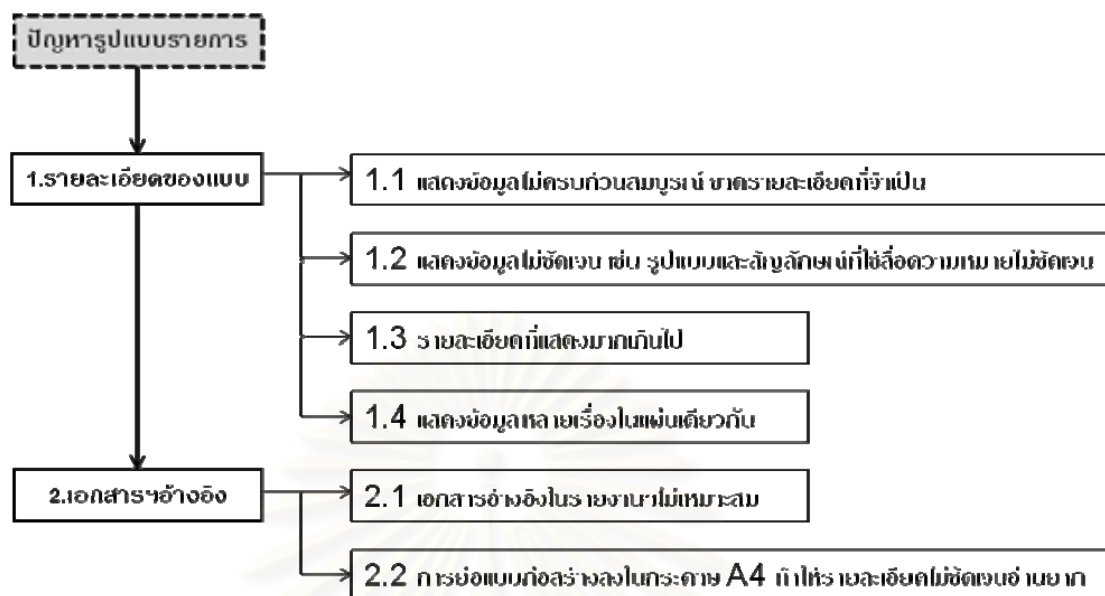 ปัญหารูปแบบรายการ
1.รายละเอียดของแบบ
1.1 แสดงข้อมูลไม่ครบถ้วนสมบูรณ์ ขาดรายละเอียดที่จำเป็น
1.2 แสดงข้อมูลไม่ชัดเจน เช่น รูปแบบและสัญลักษณ์ที่ใช้สื่อความหมายไม่ชัดเจน
1.3 รายละเอียดที่แสดงมากเกินไป
1.4 แสดงข้อมูลหลายเรื่องในแผ่นเดียวกัน
2.เอกสารฯอ้างอิง
2.1 เอกสารอ้างอิงในรายงานฯไม่เหมาะสม
2.2 การย่อแบบก่อสร้างลงในกระดาษ A4 ทำให้รายละเอียดไม่ชัดเจนอ่านยาก